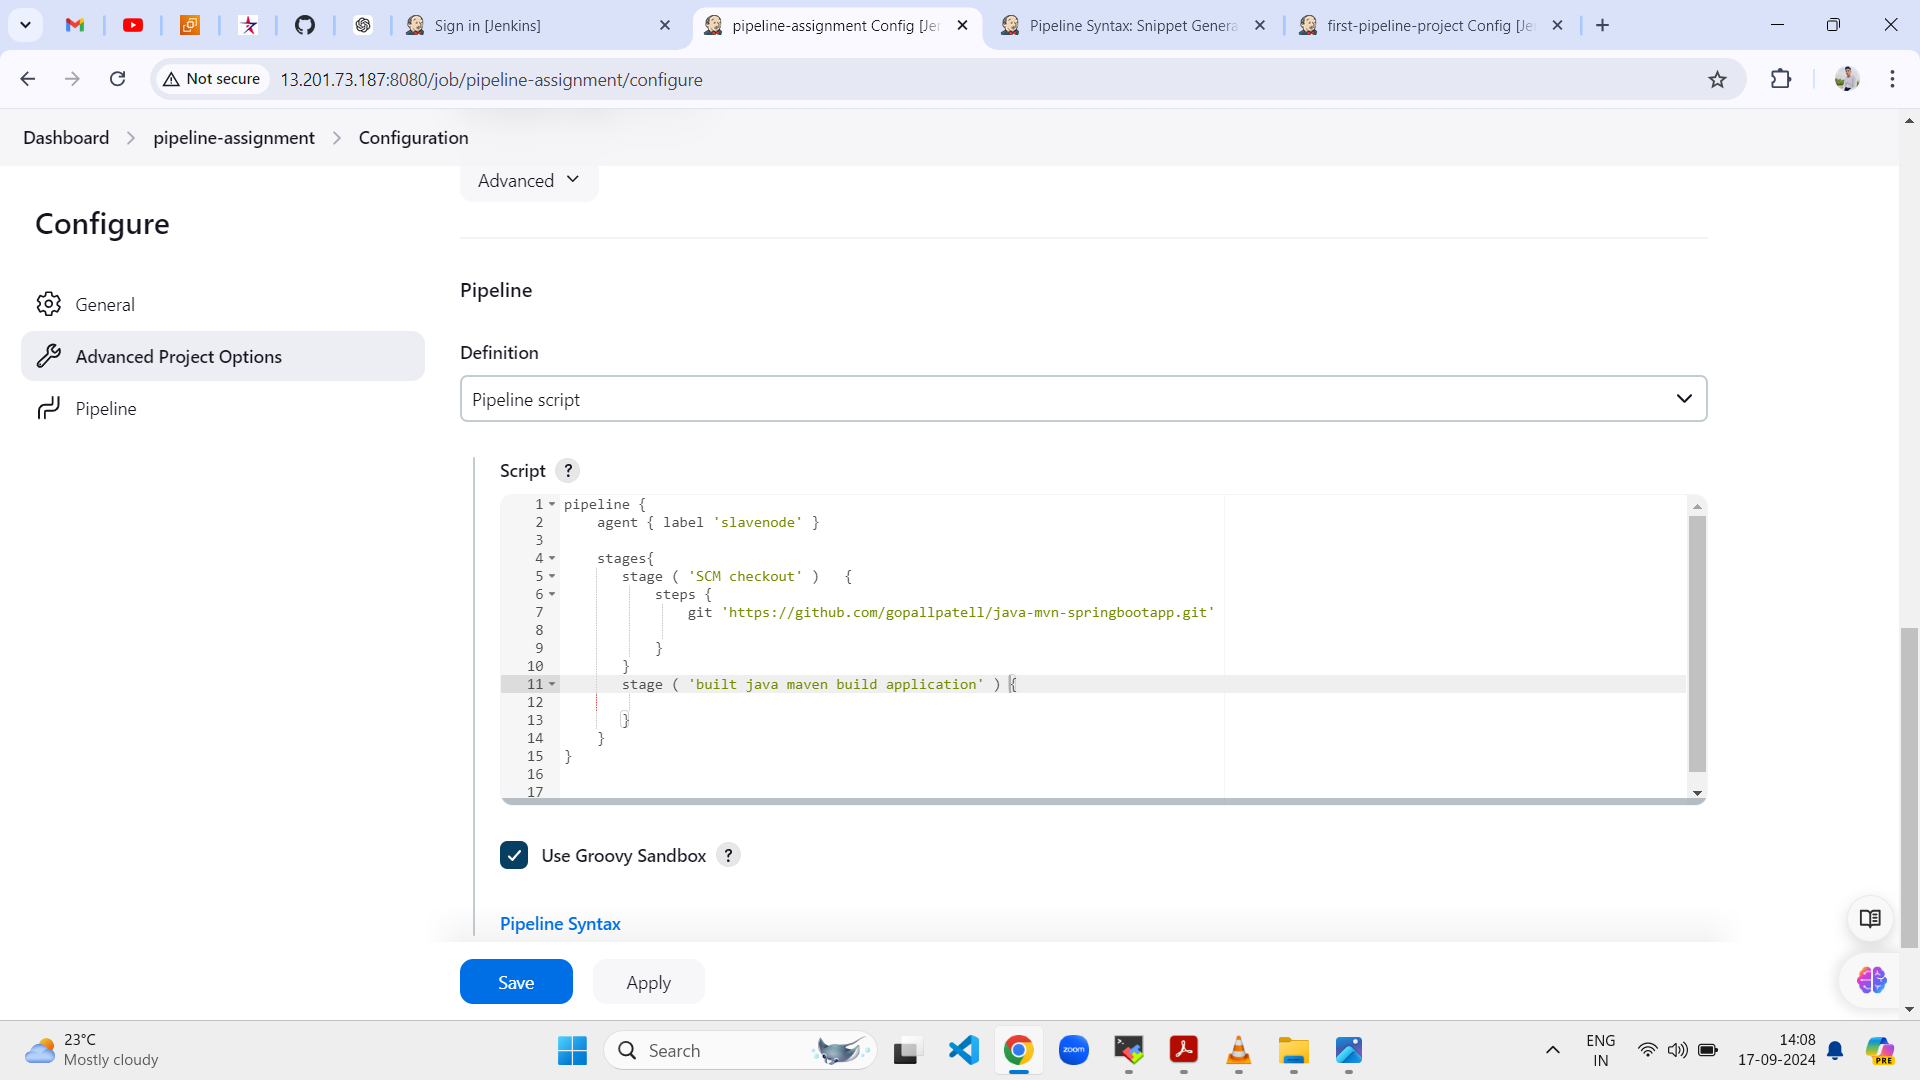 Sign in [Jenkins]
pipeline-assignment Config [Je
Pipeline Syntax: Snippet Genera
first-pipeline-project Config [Je
Not secure
13.201.73.187:8080/job/pipeline-assignment/configure
Dashboard
pipeline-assignment
Configuration
Advanced
Configure
General
Advanced Project Options
Pipeline
Pipeline
Definition
Pipeline script
Script ?
1 pipeline {
2 agent { label 'slavenode' }
3
4 stages{
5 stage ( 'SCM checkout' ) {
6 steps {
7 git 'https://github.com/gopallpatell/java-mvn-springbootapp.git'
8
9 }
10 }
11 stage ( 'built java maven build application' ) {
12
13 }
14 }
15 }
16
17
Use Groovy Sandbox ?
Pipeline Syntax
Save
Apply
23°C
Mostly cloudy
Search
zoom
ENG
IN
14:08
17-09-2024
PRE